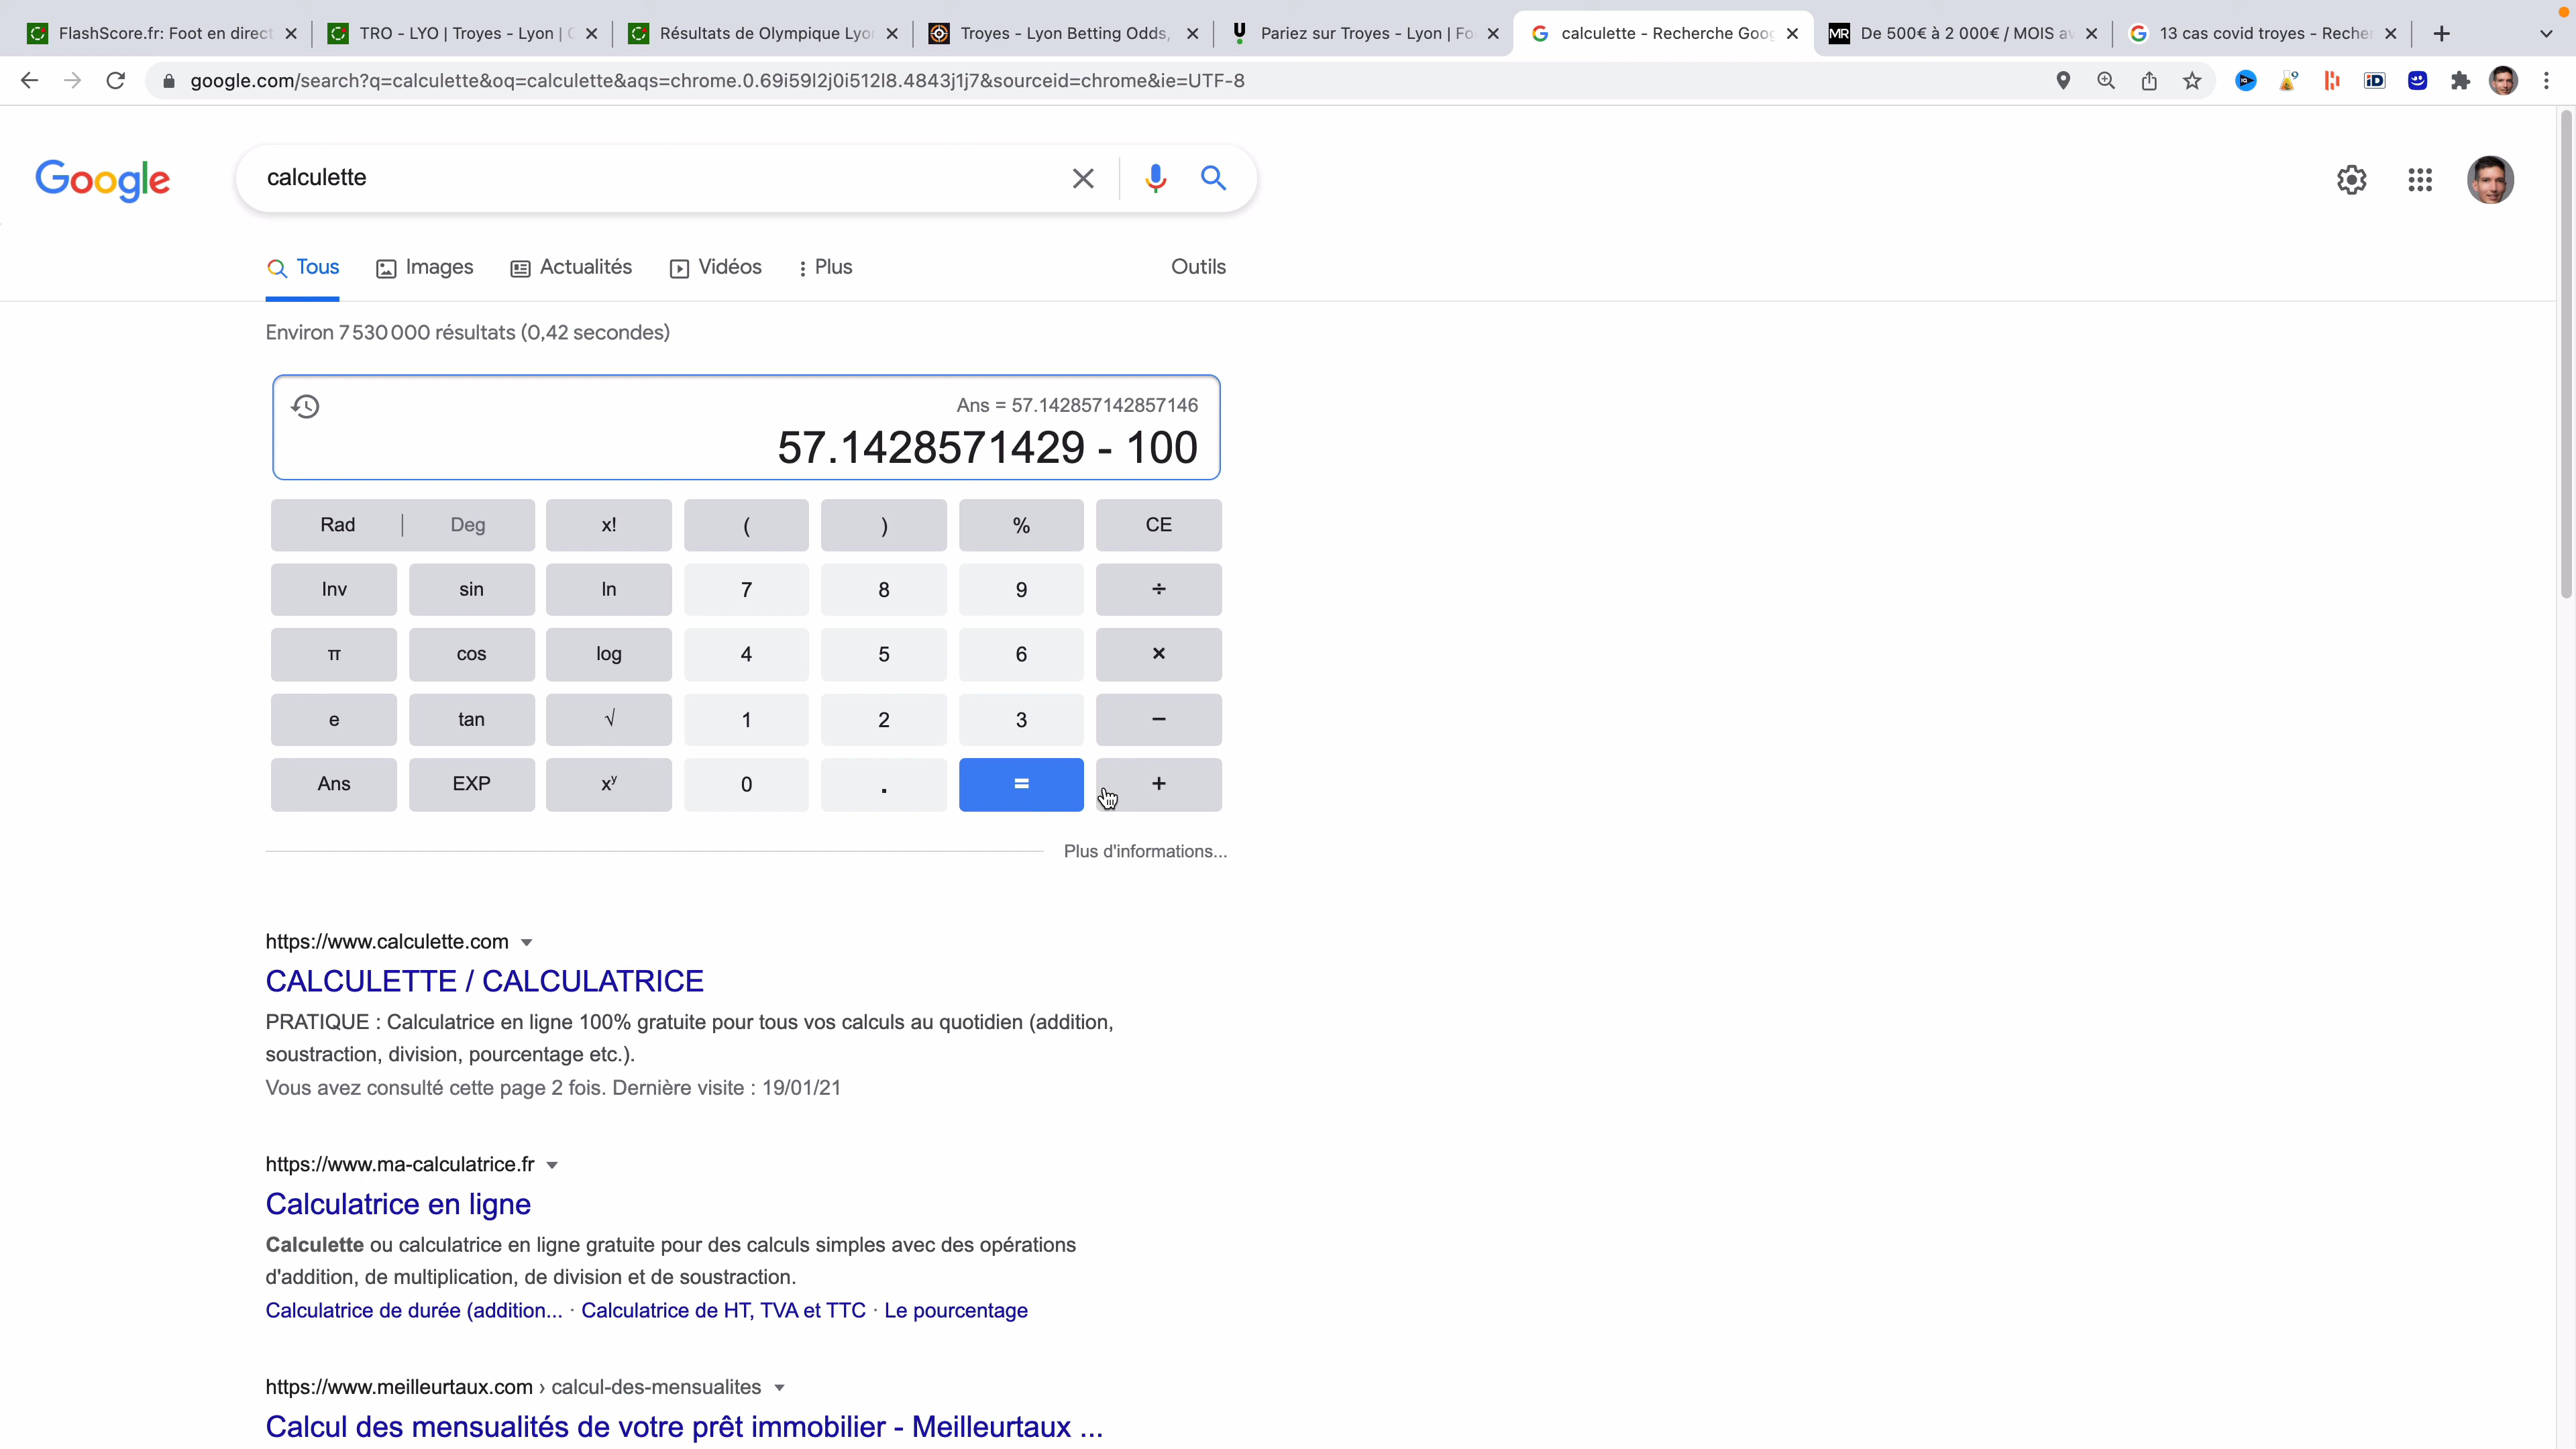 FlashScore.fr: Foot en direct
TRO - LYO | Troyes - Lyon |
Résultats de Olympique Lyo
Troyes - Lyon Betting Odds,
Pariez sur Troyes - Lyon | Fo
calculette - Recherche Goog
MR De 500€ à 2 000€ / MOIS av
13 cas covid troyes - Recher
google.com/search?q=calculette&oq=calculette&aqs=chrome.0.69i59l2j0i512l8.4843j1j7&sourceid=chrome&ie=UTF-8
Google
calculette
Tous Images Actualités Vidéos Plus Outils
Environ 7 530 000 résultats (0,42 secondes)
Ans = 57.142857142857146
57.1428571429 - 100
Rad | Deg x! ( ) % CE
Inv sin ln 7 8 9 ÷
π cos log 4 5 6 ×
e tan √ 1 2 3 −
Ans EXP xʸ 0 . = +
Plus d'informations...
https://www.calculette.com
CALCULETTE / CALCULATRICE
PRATIQUE : Calculatrice en ligne 100% gratuite pour tous vos calculs au quotidien (addition,
soustraction, division, pourcentage etc.).
Vous avez consulté cette page 2 fois. Dernière visite : 19/01/21
https://www.ma-calculatrice.fr
Calculatrice en ligne
Calculette ou calculatrice en ligne gratuite pour des calculs simples avec des opérations
d'addition, de multiplication, de division et de soustraction.
Calculatrice de durée (addition... · Calculatrice de HT, TVA et TTC · Le pourcentage
https://www.meilleurtaux.com › calcul-des-mensualites
Calcul des mensualités de votre prêt immobilier - Meilleurtaux ...